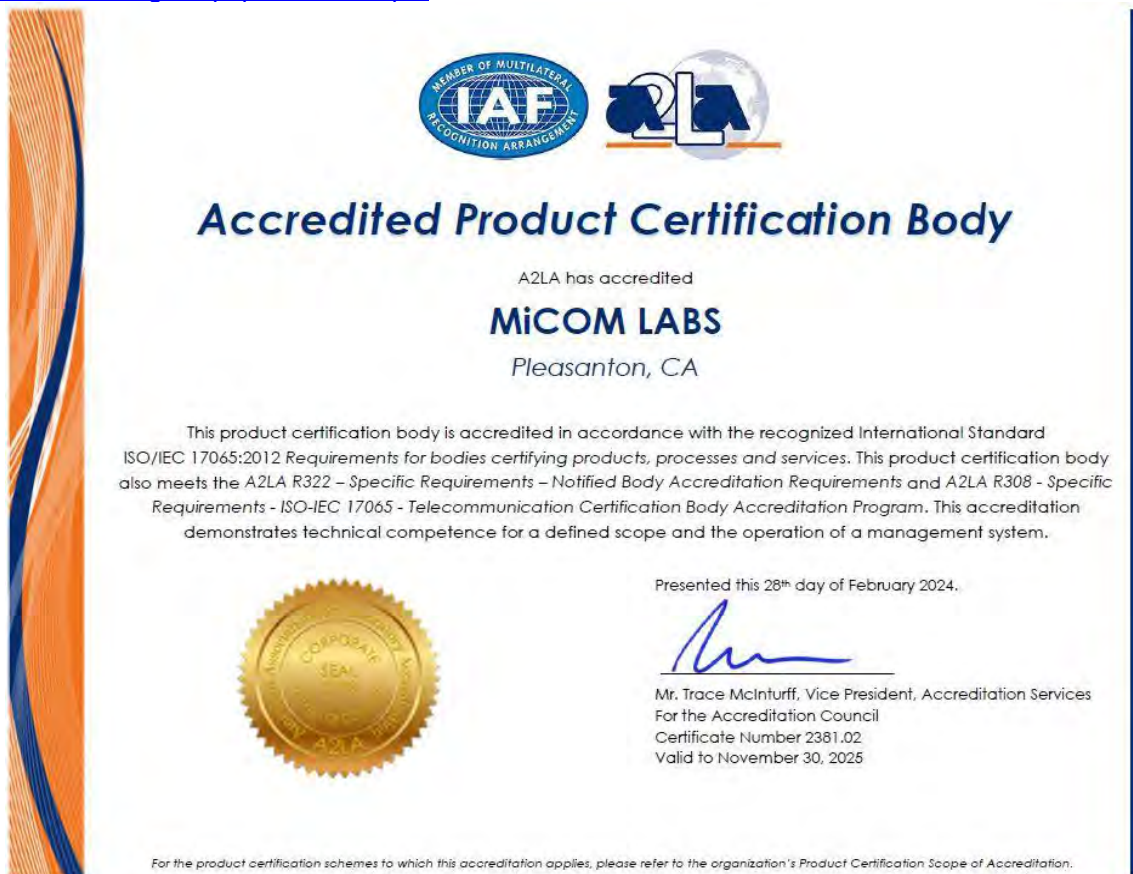 MEMBER OF MULTILATERAL
IAF
RECOGNITION ARRANGEMENT
A2LA
Accredited Product Certification Body
A2LA has accredited
MiCOM LABS
Pleasanton, CA
This product certification body is accredited in accordance with the recognized International Standard
ISO/IEC 17065:2012 Requirements for bodies certifying products, processes and services. This product certification body
also meets the A2LA R322 – Specific Requirements – Notified Body Accreditation Requirements and A2LA R308 - Specific
Requirements - ISO-IEC 17065 - Telecommunication Certification Body Accreditation Program. This accreditation
demonstrates technical competence for a defined scope and the operation of a management system.
CORPORATE
SEAL
A2LA
Presented this 28th day of February 2024.
Mr. Trace McInturff, Vice President, Accreditation Services
For the Accreditation Council
Certificate Number 2381.02
Valid to November 30, 2025
For the product certification schemes to which this accreditation applies, please refer to the organization's Product Certification Scope of Accreditation.